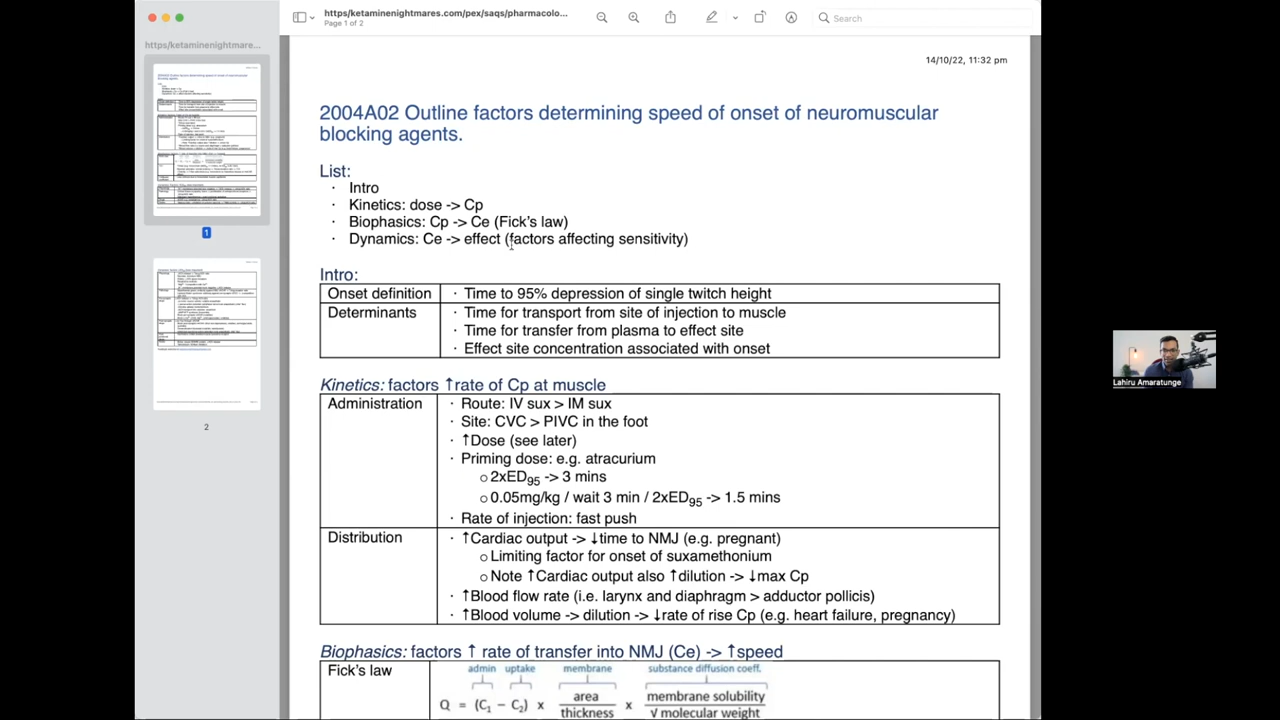 https/ketaminenightmares.com/pex/saqs/pharmacolo...
Page 1 of 2
Search
https/ketaminenightmare...
1
2
14/10/22, 11:32 pm
2004A02 Outline factors determining speed of onset of neuromuscular
blocking agents.
List:
· Intro
· Kinetics: dose -> Cp
· Biophasics: Cp -> Ce (Fick's law)
· Dynamics: Ce -> effect (factors affecting sensitivity)
Intro:
Onset definition · Time to 95% depression of single twitch height
Determinants · Time for transport from site of injection to muscle
· Time for transfer from plasma to effect site
· Effect site concentration associated with onset
Kinetics: factors ↑rate of Cp at muscle
Administration · Route: IV sux > IM sux
· Site: CVC > PIVC in the foot
· ↑Dose (see later)
· Priming dose: e.g. atracurium
o 2xED95 -> 3 mins
o 0.05mg/kg / wait 3 min / 2xED95 -> 1.5 mins
· Rate of injection: fast push
Distribution · ↑Cardiac output -> ↓time to NMJ (e.g. pregnant)
o Limiting factor for onset of suxamethonium
o Note ↑Cardiac output also ↑dilution -> ↓max Cp
· ↑Blood flow rate (i.e. larynx and diaphragm > adductor pollicis)
· ↑Blood volume -> dilution -> ↓rate of rise Cp (e.g. heart failure, pregnancy)
Biophasics: factors ↑ rate of transfer into NMJ (Ce) -> ↑speed
Fick's law admin uptake membrane substance diffusion coeff.
Q = (C1 − C2) x area / thickness x membrane solubility / √ molecular weight
Lahiru Amaratunge